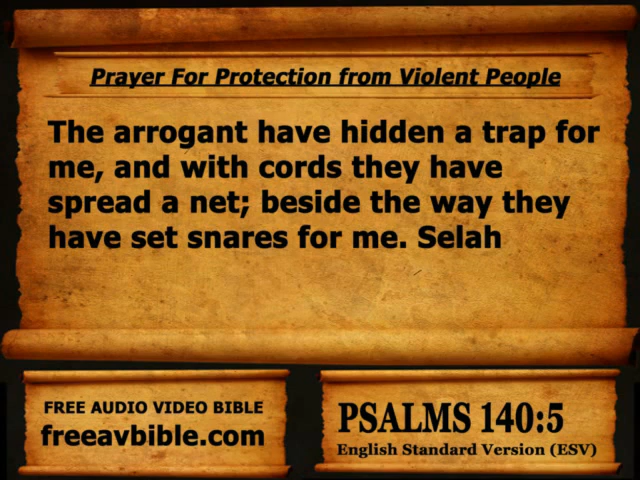 Prayer For Protection from Violent People
The arrogant have hidden a trap for
me, and with cords they have
spread a net; beside the way they
have set snares for me. Selah
FREE AUDIO VIDEO BIBLE
freeavbible.com
PSALMS 140:5
English Standard Version (ESV)